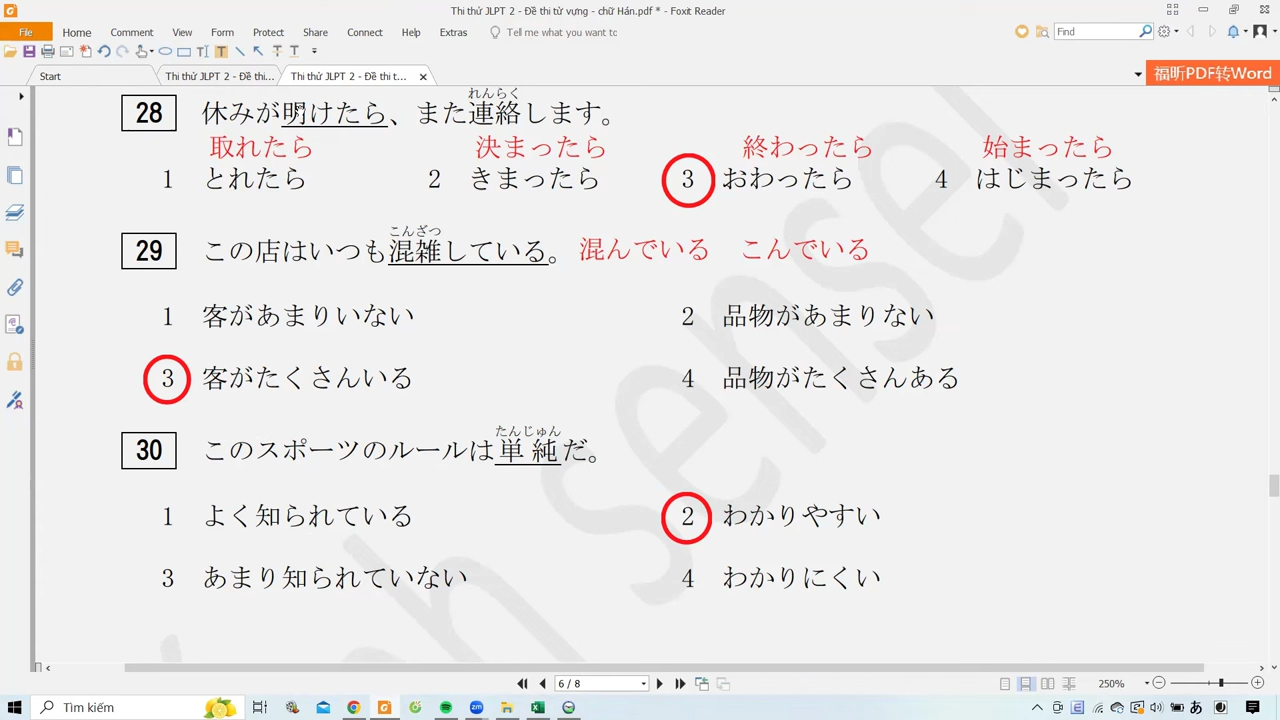 Thi thử JLPT 2 - Đề thi từ vựng - chữ Hán.pdf * - Foxit Reader
File Home Comment View Form Protect Share Connect Help Extras Tell me what you want to Find
Start Thi thử JLPT 2 - Đề thi... Thi thử JLPT 2 - Đề thi t... 福昕PDF转Word
れんらく
28 休みが明けたら、また連絡します。
取れたら 決まったら 終わったら 始まったら
1 とれたら 2 きまったら 3 おわったら 4 はじまったら
こんざつ
29 この店はいつも混雑している。 混んでいる こんでいる
1 客があまりいない 2 品物があまりない
3 客がたくさんいる 4 品物がたくさんある
たんじゅん
30 このスポーツのルールは単純だ。
1 よく知られている 2 わかりやすい
3 あまり知られていない 4 わかりにくい
sensei
6 / 8 250%
Tìm kiếm zm あ